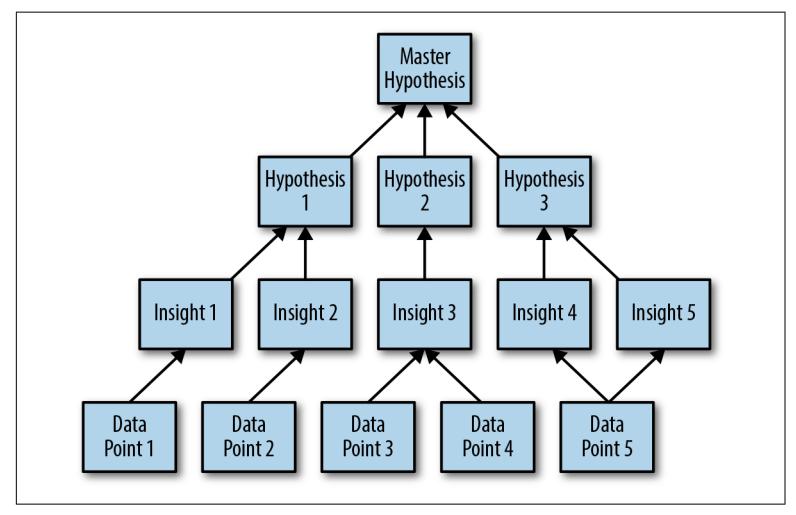 Master
Hypothesis
Hypothesis
1
Hypothesis
2
Hypothesis
3
Insight 1
Insight 2
Insight 3
Insight 4
Insight 5
Data
Point 1
Data
Point 2
Data
Point 3
Data
Point 4
Data
Point 5